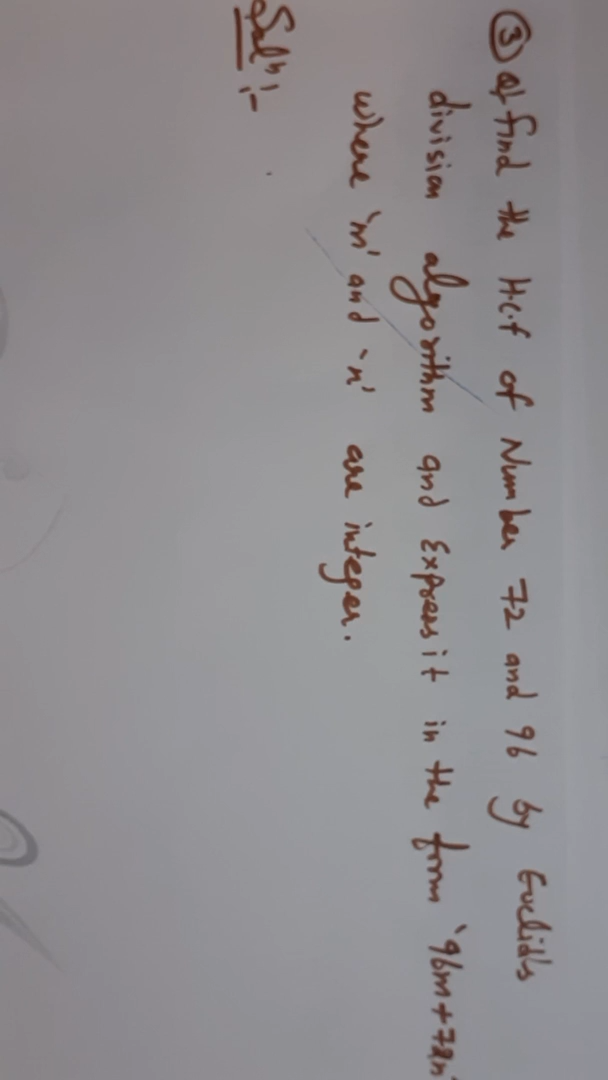 ③ Q/ find the H.c.f of Number 72 and 96 by Euclid's
division algorithm and Express it in the form '96m+72n'
where 'm' and 'n' are integer.
Solⁿ:-